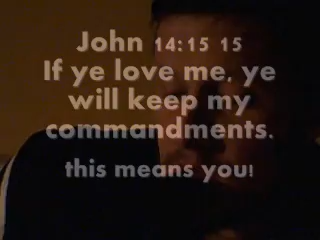 John 14:15 15
If ye love me, ye
will keep my
commandments.
this means you!